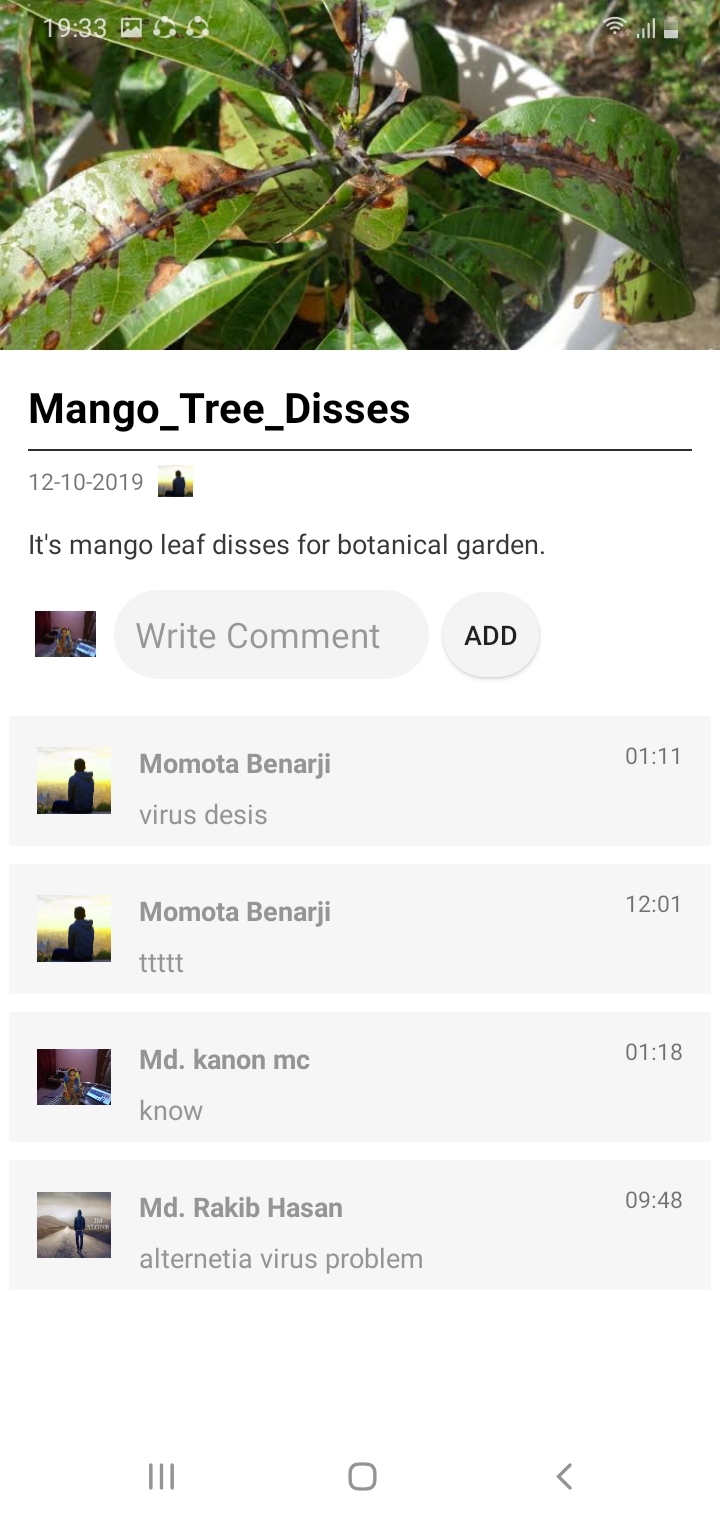 19:33
Mango_Tree_Disses
12-10-2019
It's mango leaf disses for botanical garden.
Write Comment
ADD
Momota Benarji
01:11
virus desis
Momota Benarji
12:01
ttttt
Md. kanon mc
01:18
know
Md. Rakib Hasan
09:48
IM
ALONE
alternetia virus problem